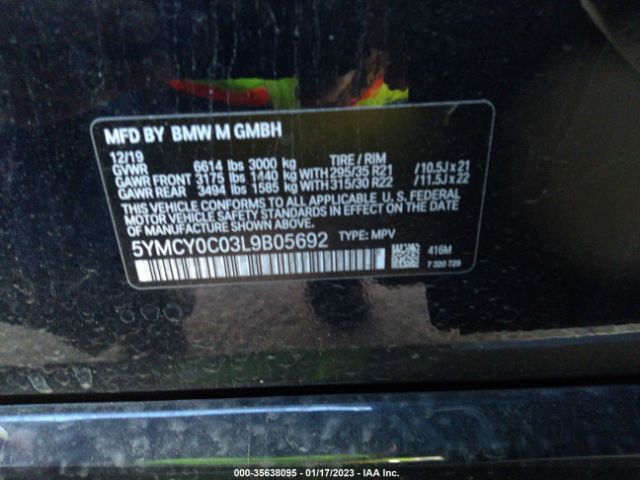 MFD BY BMW M GMBH
12/19
GVWR 6614 lbs 3000 kg TIRE / RIM
GAWR FRONT 3175 lbs 1440 kg WITH 295/35 R21 / 10.5J x 21
GAWR REAR 3494 lbs 1585 kg WITH 315/30 R22 / 11.5J x 22
THIS VEHICLE CONFORMS TO ALL APPLICABLE U.S. FEDERAL
MOTOR VEHICLE SAFETY STANDARDS IN EFFECT ON
THE DATE OF MANUFACTURE SHOWN ABOVE.
5YMCY0C03L9B05692 TYPE: MPV
416M
7 320 729
000-35638095 - 01/17/2023 - IAA Inc.